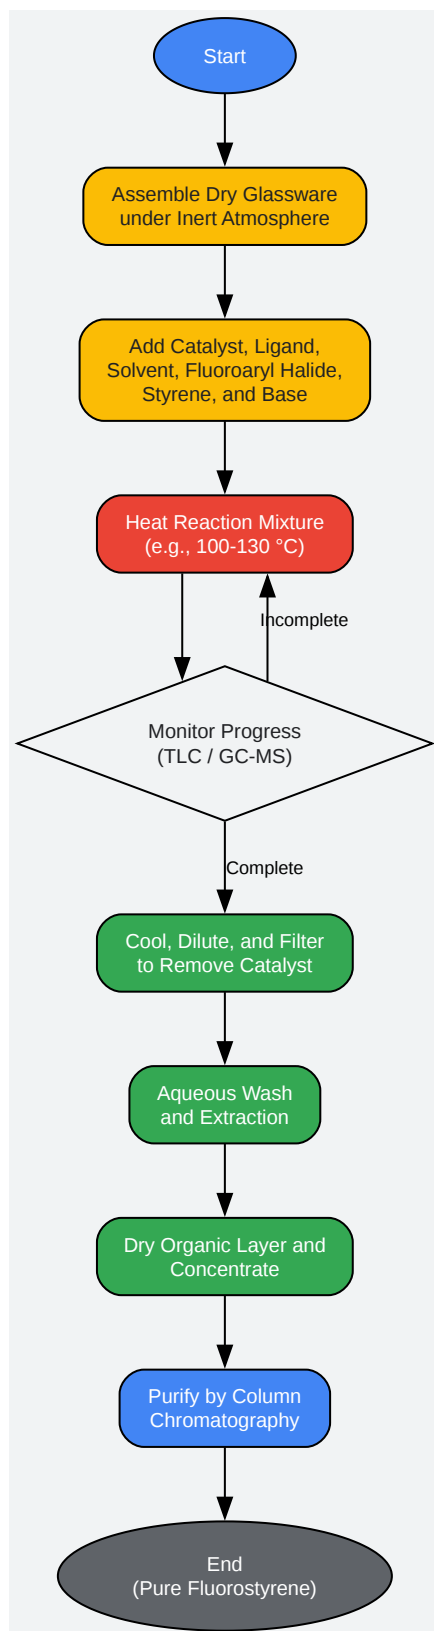 Start
Assemble Dry Glassware
under Inert Atmosphere
Add Catalyst, Ligand,
Solvent, Fluoroaryl Halide,
Styrene, and Base
Heat Reaction Mixture
(e.g., 100-130 °C)
Incomplete
Monitor Progress
(TLC / GC-MS)
Complete
Cool, Dilute, and Filter
to Remove Catalyst
Aqueous Wash
and Extraction
Dry Organic Layer and
Concentrate
Purify by Column
Chromatography
End
(Pure Fluorostyrene)